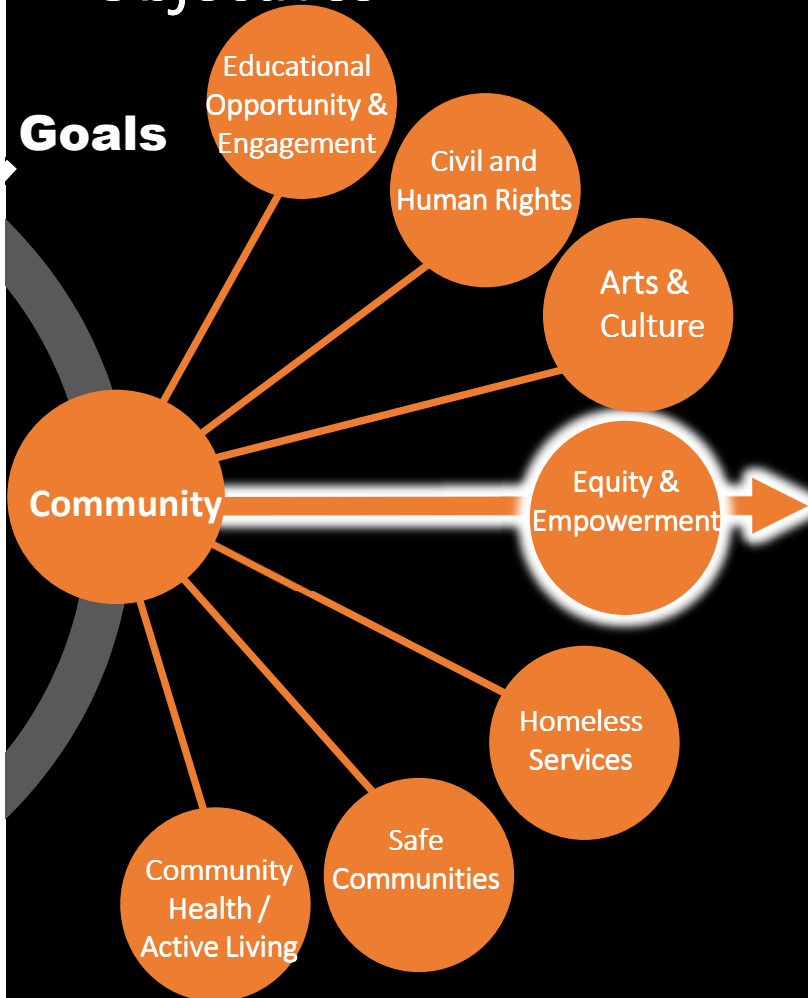 Goals
Educational
Opportunity &
Engagement
Civil and
Human Rights
Arts &
Culture
Community
Equity &
Empowerment
Homeless
Services
Safe
Communities
Community
Health /
Active Living